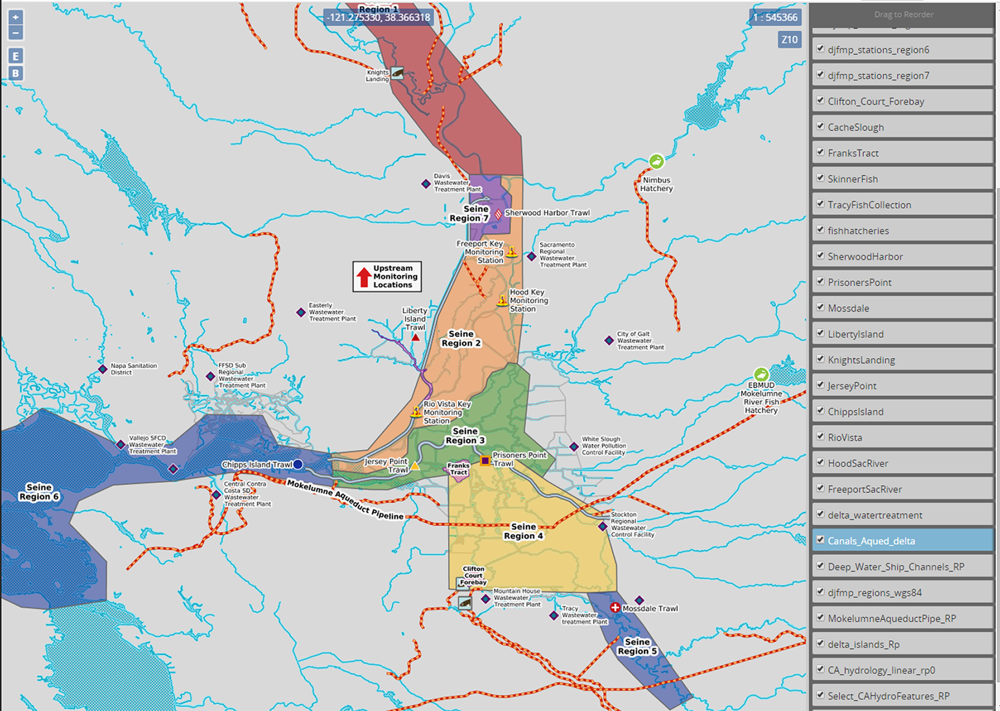 Region 1
-121.275330, 38.366318
1 : 545366
Z10
+
−
E
B
Knights
Landing
Nimbus
Hatchery
Davis
Wastewater
Treatment Plant
Seine
Region 7
7
Sherwood Harbor Trawl
Freeport Key
Monitoring
Station
Sacramento
Regional
Wastewater
Treatment Plant
Upstream
Monitoring
Locations
Hood Key
Monitoring
Station
Easterly
Wastewater
Treatment Plant
Liberty
Island
Trawl
Seine
Region 2
City of Galt
Wastewater
Treatment Plant
Napa Sanitation
District
FFSD Sub
Regional
Wastewater
Treatment Plant
EBMUD
Mokelumne
River Fish
Hatchery
Rio Vista Key
Monitoring
Station
Seine
Region 3
Vallejo SFCD
Wastewater
Treatment Plant
White Slough
Water Pollution
Control Facility
Chipps Island Trawl
Jersey Point
Trawl
Franks
Tract
Prisoners Point
Trawl
Seine
Region 6
Central Contra
Costa SD
Wastewater
Treatment Plant
Mokelumne Aqueduct Pipeline
Stockton
Regional
Wastewater
Control Facility
Seine
Region 4
Clifton
Court
Forebay
Mountain House
Wastewater
Treatment Plant
Tracy
Wastewater
treatment Plant
Mossdale Trawl
Seine
Region 5
Drag to Reorder
djfmp_stations_region6
djfmp_stations_region7
Clifton_Court_Forebay
CacheSlough
FranksTract
SkinnerFish
TracyFishCollection
fishhatcheries
SherwoodHarbor
PrisonersPoint
Mossdale
LibertyIsland
KnightsLanding
JerseyPoint
ChippsIsland
RioVista
HoodSacRiver
FreeportSacRiver
delta_watertreatment
Canals_Aqued_delta
Deep_Water_Ship_Channels_RP
djfmp_regions_wgs84
MokelumneAqueductPipe_RP
delta_islands_Rp
CA_hydrology_linear_rp0
Select_CAHydroFeatures_RP